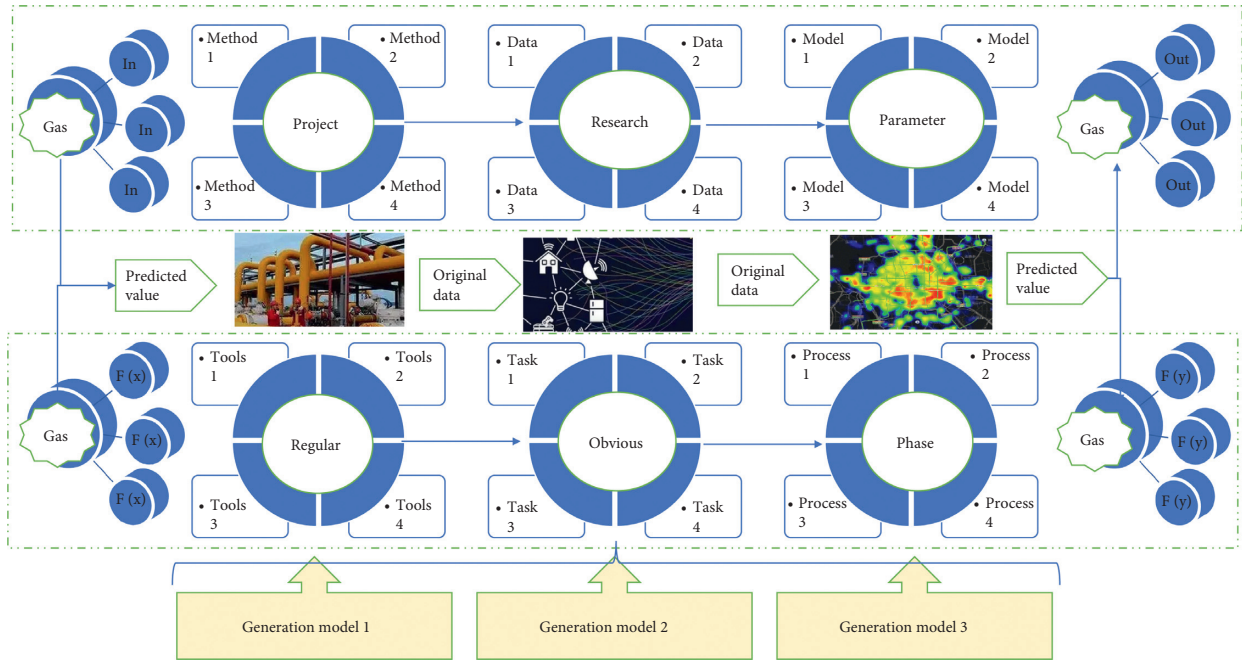 In
In
In
Gas
• Method
1
• Method
2
Project
• Method
3
• Method
4
• Data
1
• Data
2
Research
• Data
3
• Data
4
• Model
1
• Model
2
Parameter
• Model
3
• Model
4
Gas
Out
Out
Out
Predicted
value
Original
data
Original
data
Predicted
value
F (x)
F (x)
F (x)
Gas
• Tools
1
• Tools
2
Regular
• Tools
3
• Tools
4
• Task
1
• Task
2
Obvious
• Task
3
• Task
4
• Process
1
• Process
2
Phase
• Process
3
• Process
4
Gas
F (y)
F (y)
F (y)
Generation model 1
Generation model 2
Generation model 3